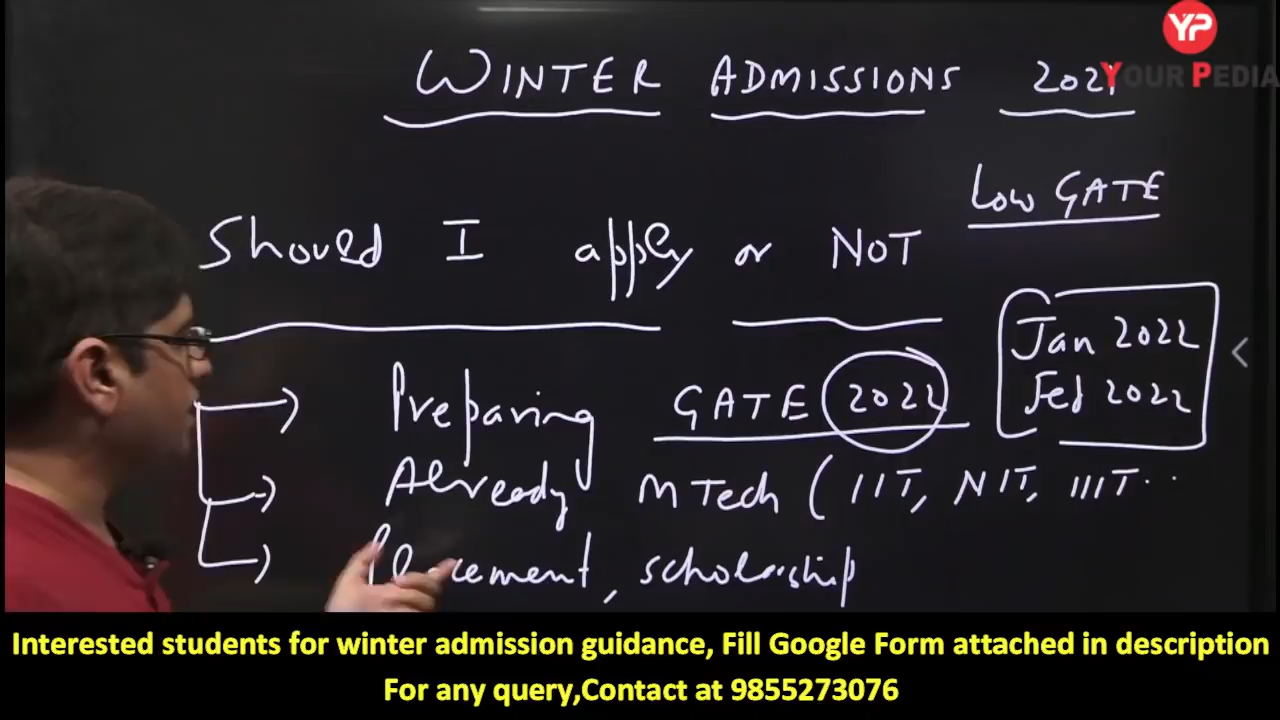 YP
YOUR PEDIA
WINTER ADMISSIONS 2021
Low GATE
Should I apply or NOT
Jan 2022
Feb 2022
Preparing GATE 2022
Already MTech (IIT, NIT, IIIT..
Placement, scholarship
Interested students for winter admission guidance, Fill Google Form attached in description
For any query,Contact at 9855273076